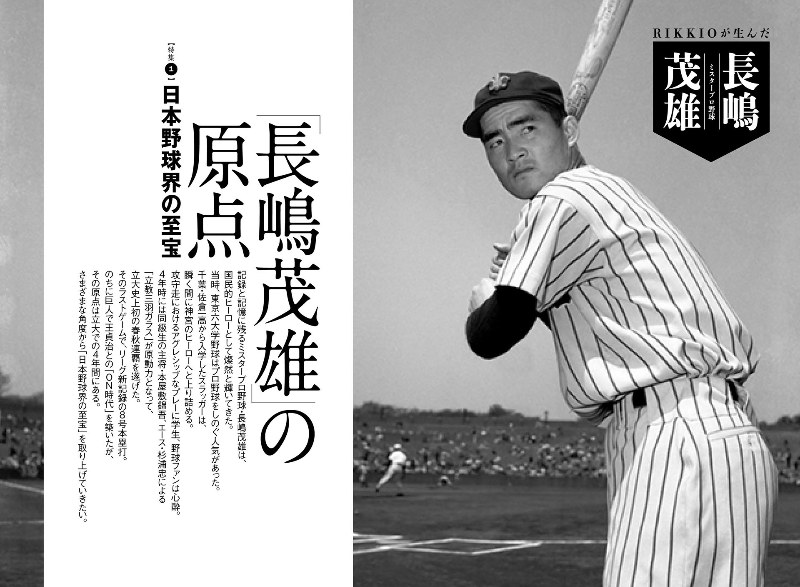 RIKKIOが生んだ
長嶋
ミスタープロ野球
茂雄
「長嶋茂雄」の
原点
【特集1】
日本野球界の至宝
記録と記憶に残るミスタープロ野球・長嶋茂雄は、
国民的ヒーローとして燦然と輝いてきた。
当時、東京六大学野球はプロ野球をしのぐ人気があった。
千葉・佐倉一高から入学したスラッガーは、
瞬く間に神宮のヒーローへと上り詰める。
攻守走におけるアグレッシブなプレーに学生、野球ファンは心酔。
4年時には同級生の主将・本屋敷錦吾、エース・杉浦忠による
「立教三羽ガラス」が原動力となって、
立大史上初の春秋連覇を遂げた。
そのラストゲームで、リーグ新記録の8号本塁打。
のちに巨人で王貞治との「ON時代」を築いたが、
その原点は立大での4年間にある。
さまざまな角度から「日本野球界の至宝」を取り上げていきたい。